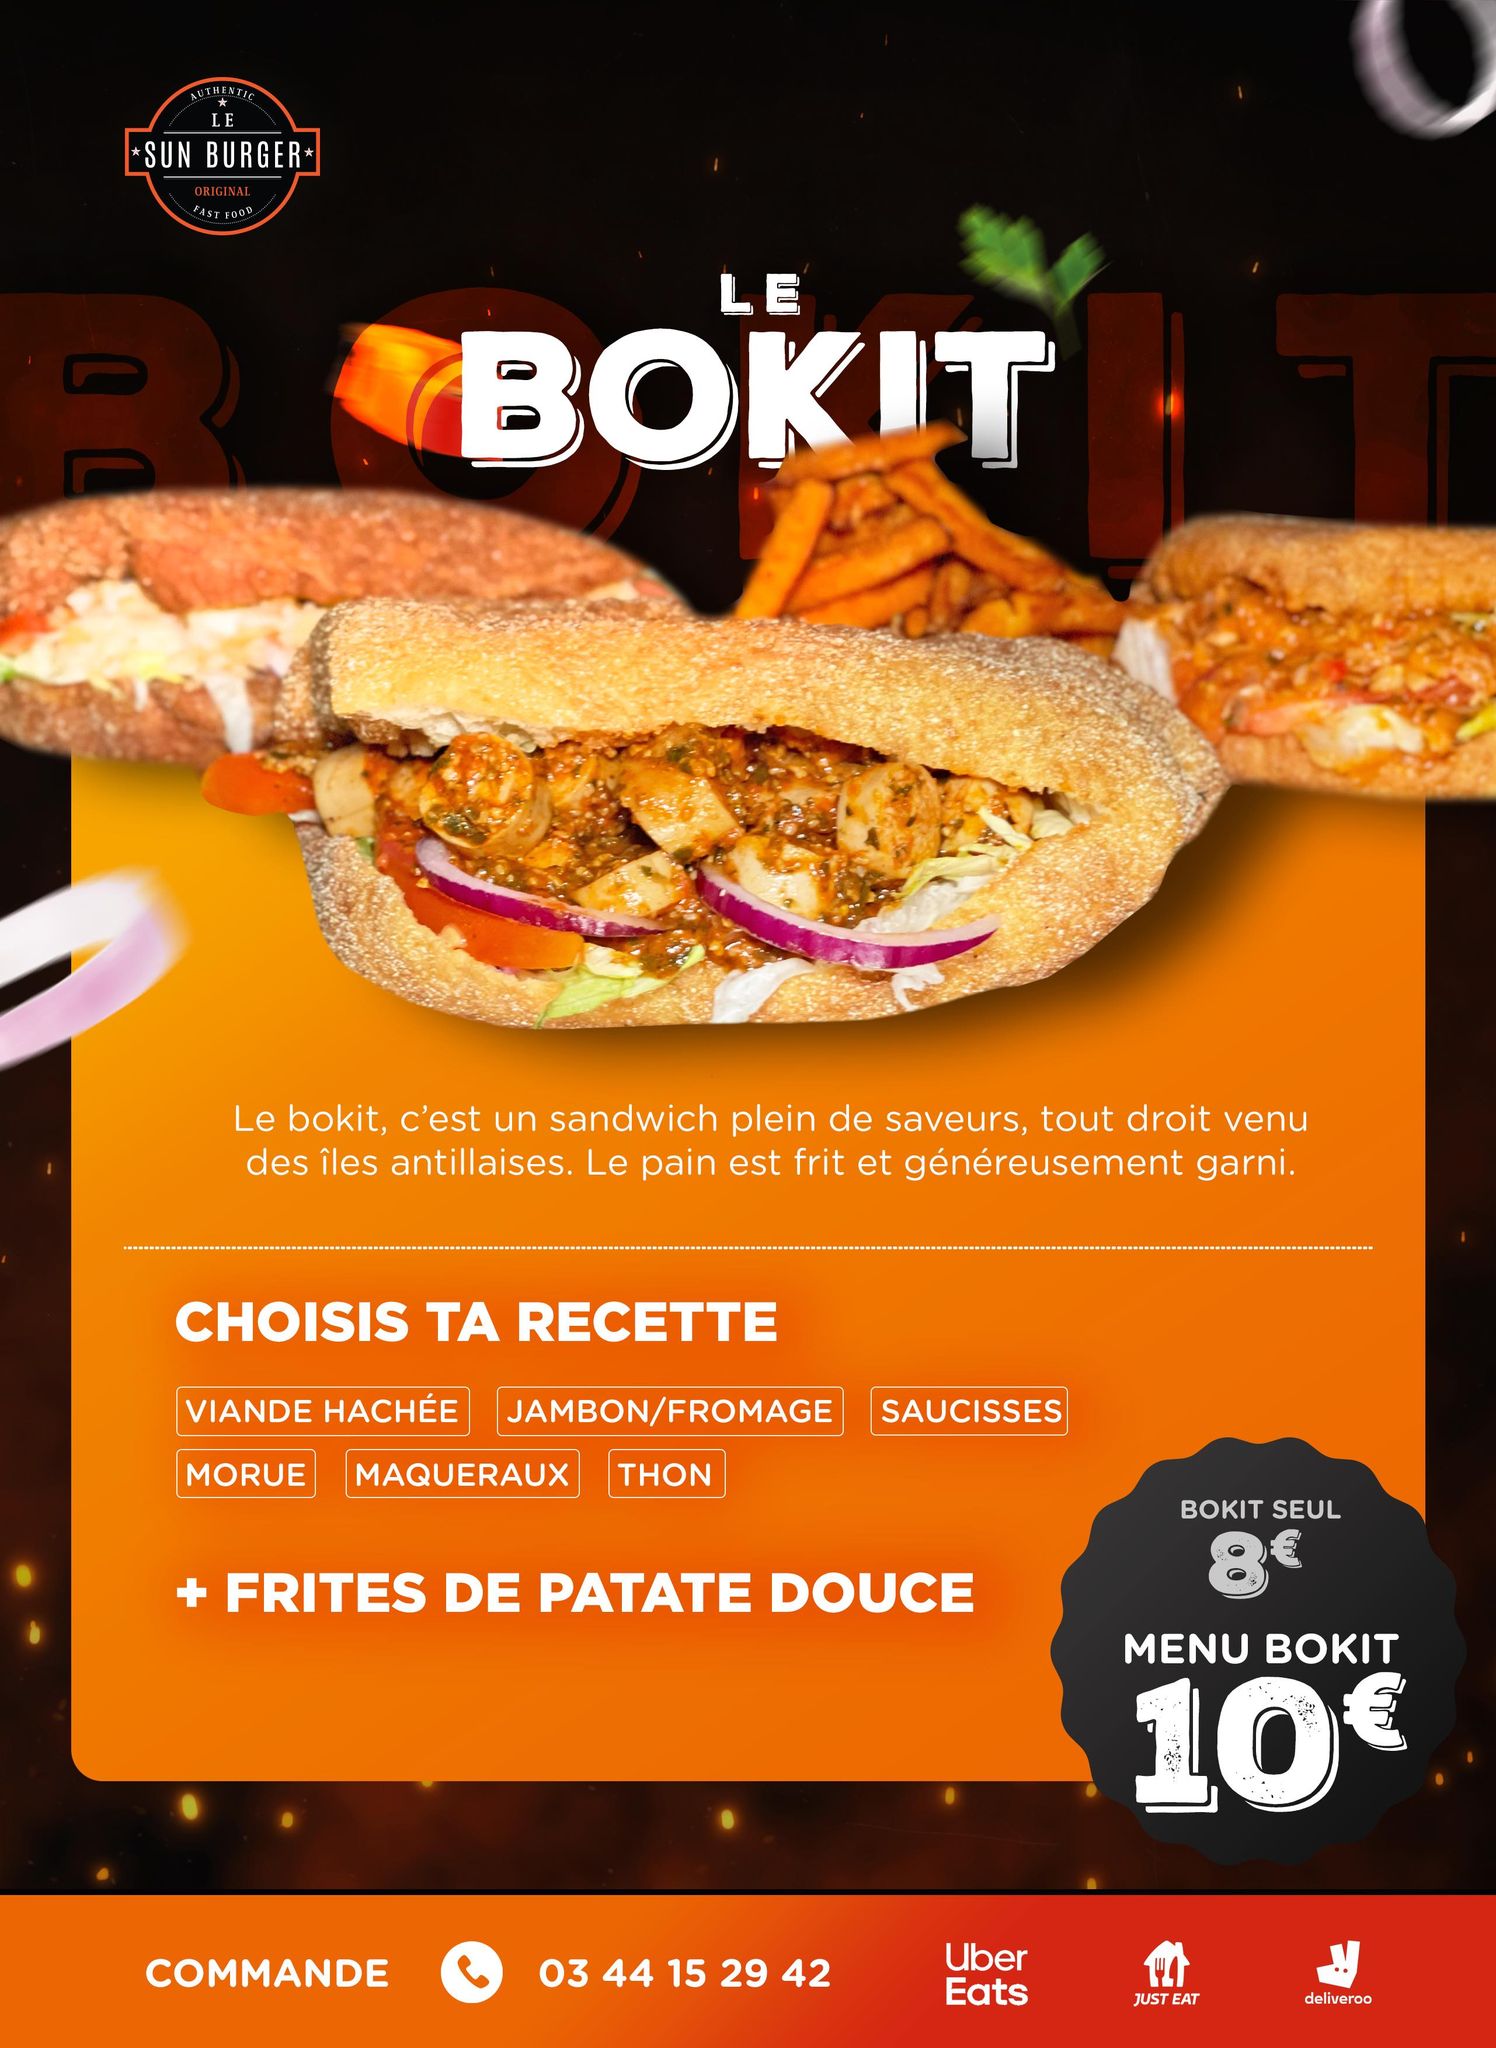 AUTHENTIC
LE
SUN BURGER
ORIGINAL
FAST FOOD
LE
BOKIT
BOKIT
Le bokit, c’est un sandwich plein de saveurs, tout droit venu
des îles antillaises. Le pain est frit et généreusement garni.
CHOISIS TA RECETTE
VIANDE HACHÉE JAMBON/FROMAGE SAUCISSES
MORUE MAQUERAUX THON
+ FRITES DE PATATE DOUCE
BOKIT SEUL
8€
MENU BOKIT
10€
COMMANDE 03 44 15 29 42
Uber
Eats
JUST EAT
deliveroo